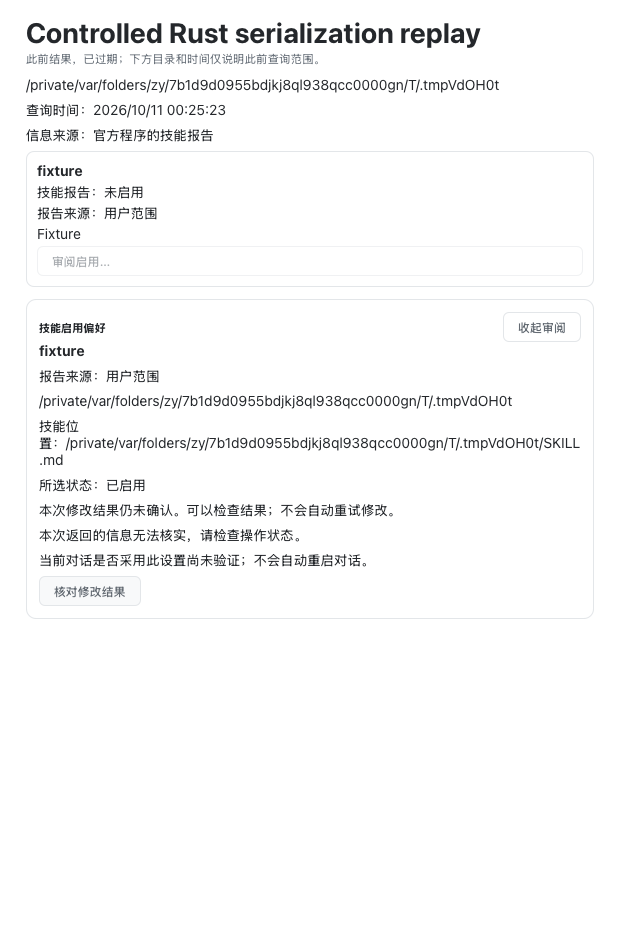 Controlled Rust serialization replay
此前结果，已过期；下方目录和时间仅说明此前查询范围。
/private/var/folders/zy/7b1d9d0955bdjkj8ql938qcc0000gn/T/.tmpVdOH0t
查询时间：2026/10/11 00:25:23
信息来源：官方程序的技能报告
fixture
技能报告：未启用
报告来源：用户范围
Fixture
审阅启用…
技能启用偏好
收起审阅
fixture
报告来源：用户范围
/private/var/folders/zy/7b1d9d0955bdjkj8ql938qcc0000gn/T/.tmpVdOH0t
技能位
置：/private/var/folders/zy/7b1d9d0955bdjkj8ql938qcc0000gn/T/.tmpVdOH0t/SKILL
.md
所选状态：已启用
本次修改结果仍未确认。可以检查结果；不会自动重试修改。
本次返回的信息无法核实，请检查操作状态。
当前对话是否采用此设置尚未验证；不会自动重启对话。
核对修改结果